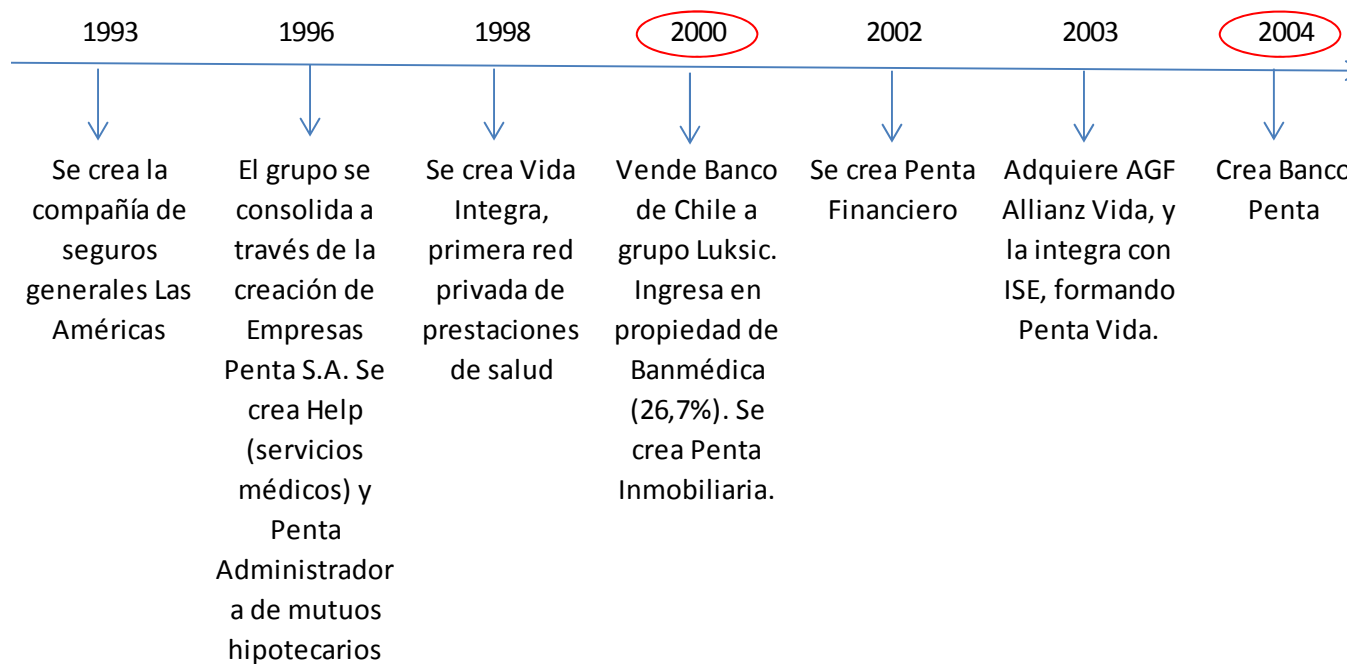 1993 1996 1998 2000 2002 2003 2004
Se crea la
compañía de
seguros
generales Las
Américas
El grupo se
consolida a
través de la
creación de
Empresas
Penta S.A. Se
crea Help
(servicios
médicos) y
Penta
Administrador
a de mutuos
hipotecarios
Se crea Vida
Integra,
primera red
privada de
prestaciones
de salud
Vende Banco
de Chile a
grupo Luksic.
Ingresa en
propiedad de
Banmédica
(26,7%). Se
crea Penta
Inmobiliaria.
Se crea Penta
Financiero
Adquiere AGF
Allianz Vida, y
la integra con
ISE, formando
Penta Vida.
Crea Banco
Penta